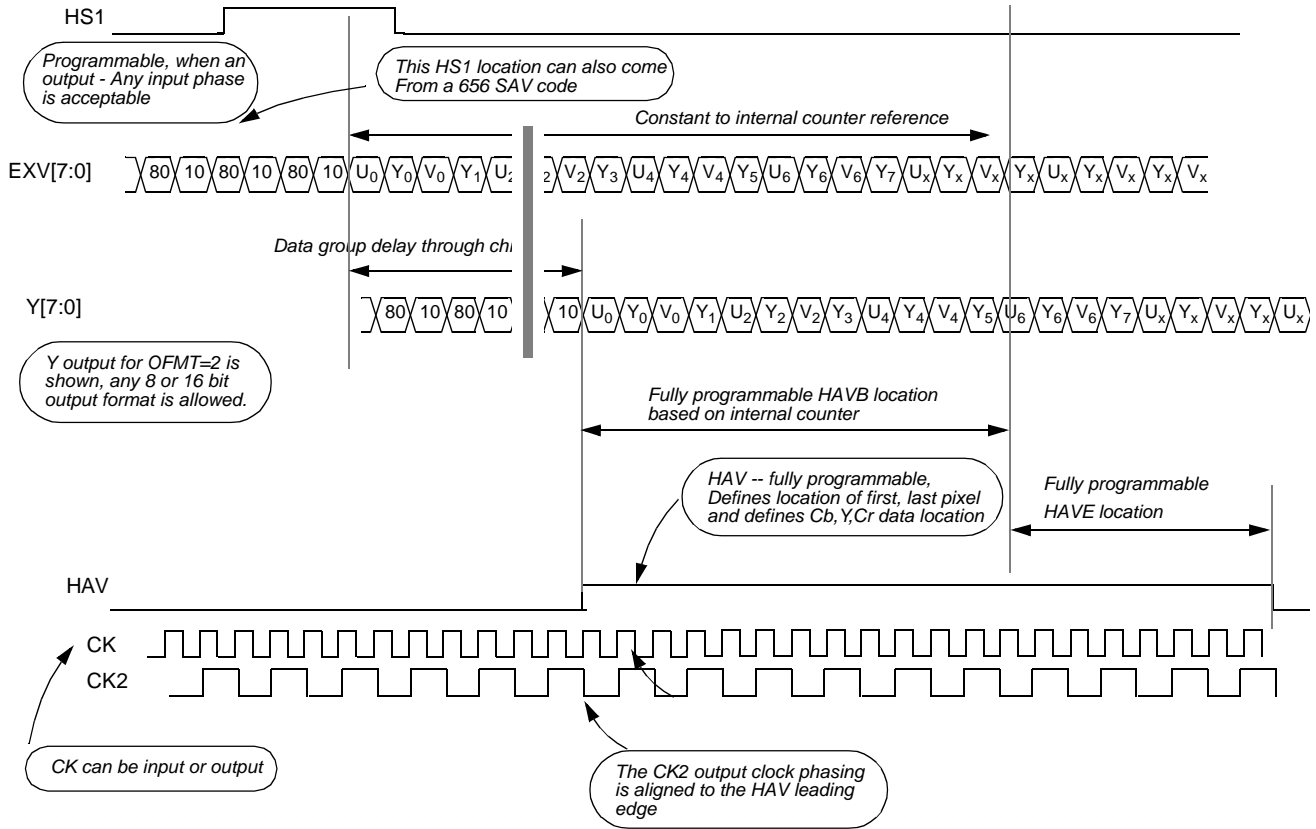 HS1
Programmable, when an
output - Any input phase
is acceptable
This HS1 location can also come
From a 656 SAV code
Constant to internal counter reference
EXV[7:0]
80 10 80 10 80 10 U0 Y0 V0 Y1 U2 2 V2 Y3 U4 Y4 V4 Y5 U6 Y6 V6 Y7 Ux Yx Vx Yx Ux Yx Vx Yx Vx
Data group delay through chi
Y[7:0]
80 10 80 10 10 U0 Y0 V0 Y1 U2 Y2 V2 Y3 U4 Y4 V4 Y5 U6 Y6 V6 Y7 Ux Yx Vx Yx Ux
Y output for OFMT=2 is
shown, any 8 or 16 bit
output format is allowed.
Fully programmable HAVB location
based on internal counter
HAV -- fully programmable,
Defines location of first, last pixel
and defines Cb,Y,Cr data location
Fully programmable
HAVE location
HAV
CK
CK2
CK can be input or output
The CK2 output clock phasing
is aligned to the HAV leading
edge